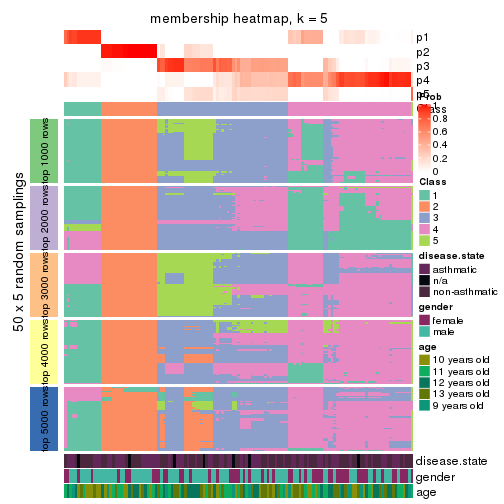 membership heatmap, k = 5
p1
p2
p3
p4
p5
Prob
1
0.8
0.6
0.4
0.2
0
Class
Class
1
2
3
4
5
disease.state
asthmatic
n/a
non-asthmatic
gender
female
male
age
10 years old
11 years old
12 years old
13 years old
9 years old
50 x 5 random samplings
top 1000 rows
top 2000 rows
top 3000 rows
top 4000 rows
top 5000 rows
disease.state
gender
age